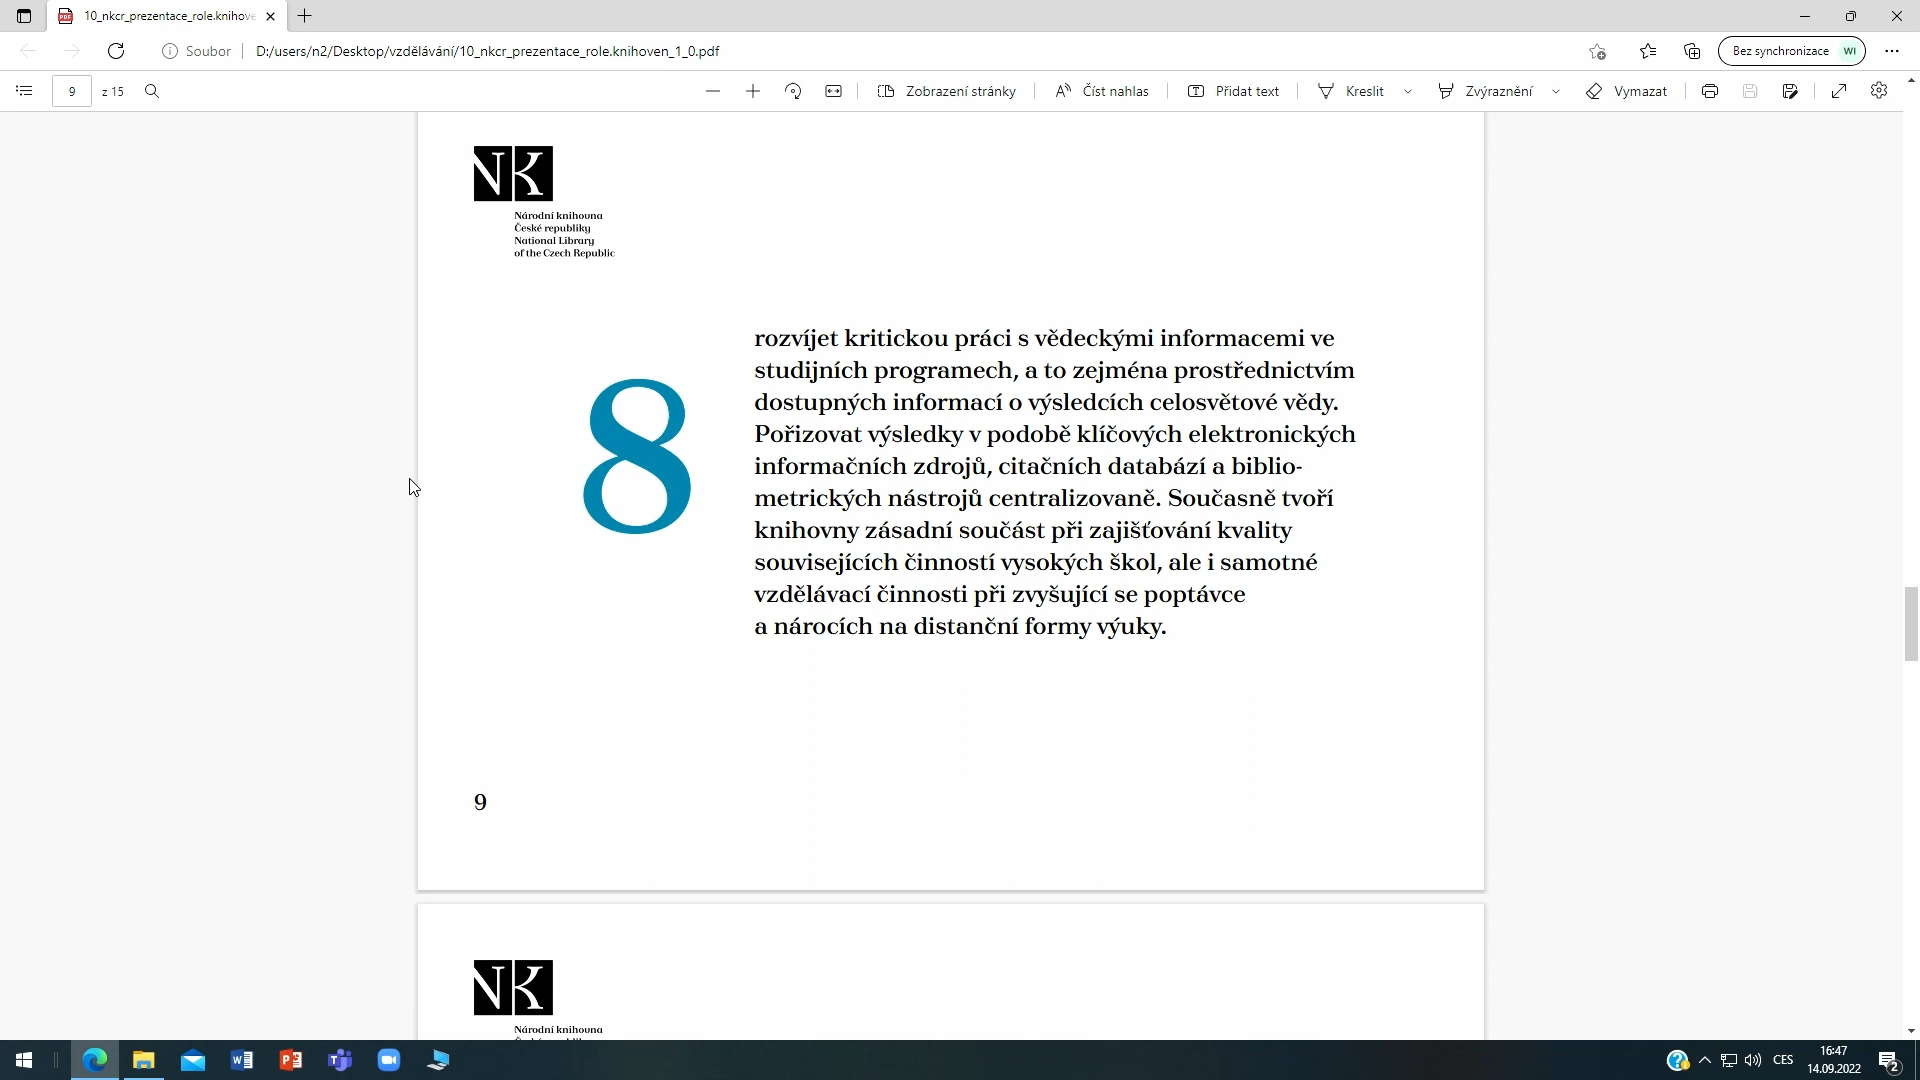 10_nkcr_prezentace_role.knihove
Soubor
D:/users/n2/Desktop/vzdělávání/10_nkcr_prezentace_role.knihoven_1_0.pdf
Bez synchronizace WI
9 z 15
Zobrazení stránky
Číst nahlas
Přidat text
Kreslit
Zvýraznění
Vymazat
NK
Národní knihovna
České republiky
National Library
of the Czech Republic
8
rozvíjet kritickou práci s vědeckými informacemi ve
studijních programech, a to zejména prostřednictvím
dostupných informací o výsledcích celosvětové vědy.
Pořizovat výsledky v podobě klíčových elektronických
informačních zdrojů, citačních databází a biblio-
metrických nástrojů centralizovaně. Současně tvoří
knihovny zásadní součást při zajišťování kvality
souvisejících činností vysokých škol, ale i samotné
vzdělávací činnosti při zvyšující se poptávce
a nárocích na distanční formy výuky.
9
NK
Národní knihovna
CES
16:47
14.09.2022
2